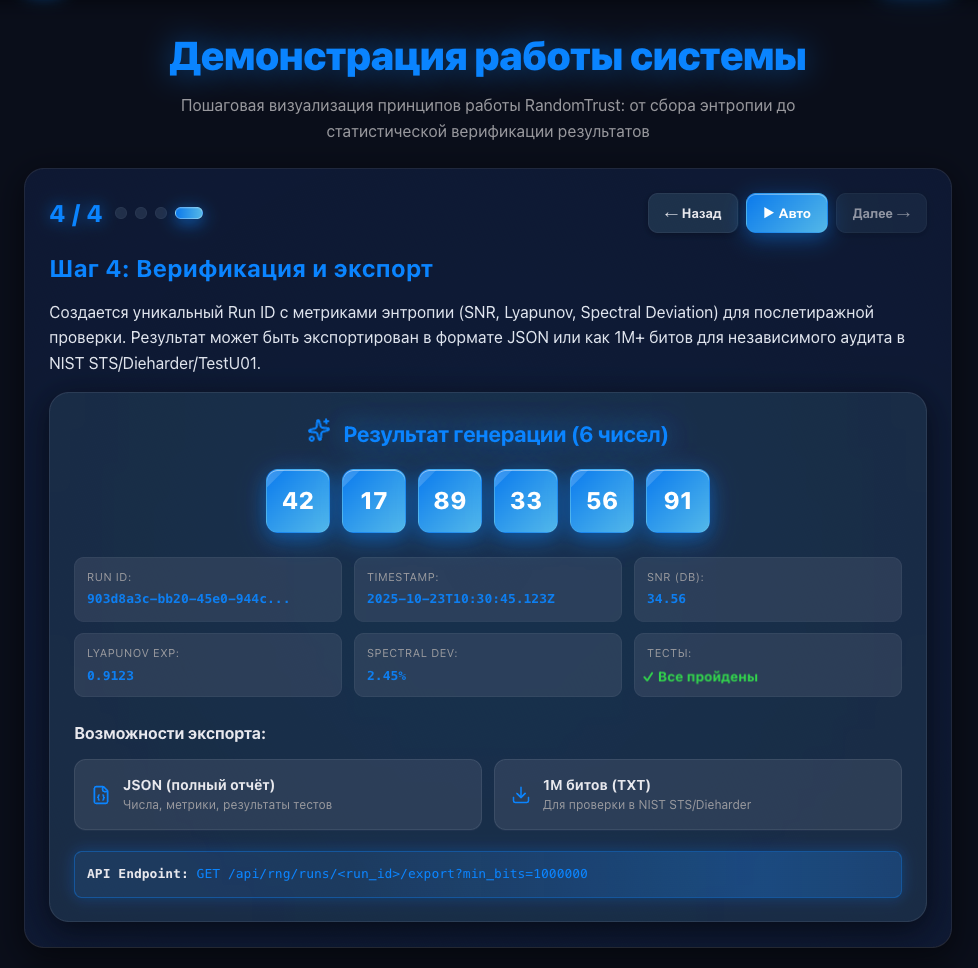 Демонстрация работы системы
Пошаговая визуализация принципов работы RandomTrust: от сбора энтропии до
статистической верификации результатов
4 / 4
← Назад
▶ Авто
Далее →
Шаг 4: Верификация и экспорт
Создается уникальный Run ID с метриками энтропии (SNR, Lyapunov, Spectral Deviation) для послетиражной
проверки. Результат может быть экспортирован в формате JSON или как 1M+ битов для независимого аудита в
NIST STS/Dieharder/TestU01.
Результат генерации (6 чисел)
42 17 89 33 56 91
RUN ID:
903d8a3c-bb20-45e0-944c...
TIMESTAMP:
2025-10-23T10:30:45.123Z
SNR (DB):
34.56
LYAPUNOV EXP:
0.9123
SPECTRAL DEV:
2.45%
ТЕСТЫ:
✓ Все пройдены
Возможности экспорта:
JSON (полный отчёт)
Числа, метрики, результаты тестов
1M битов (TXT)
Для проверки в NIST STS/Dieharder
API Endpoint: GET /api/rng/runs/<run_id>/export?min_bits=1000000